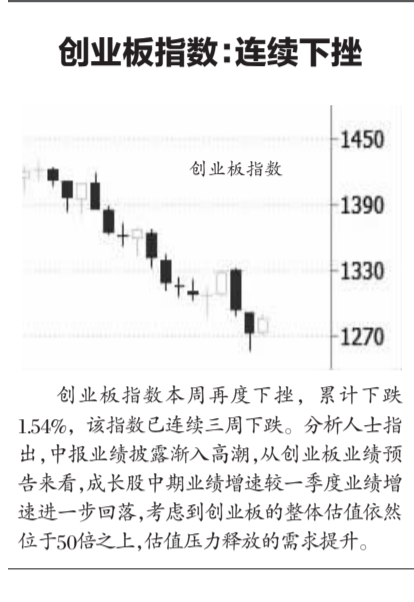 创业板指数:连续下挫
1450
创业板指数
1390
1330
1270
创业板指数本周再度下挫，累计下跌
1.54%，该指数已连续三周下跌。分析人士指
出,中报业绩披露渐入高潮,从创业板业绩预
告来看,成长股中期业绩增速较一季度业绩增
速进一步回落,考虑到创业板的整体估值依然
位于50倍之上,估值压力释放的需求提升。